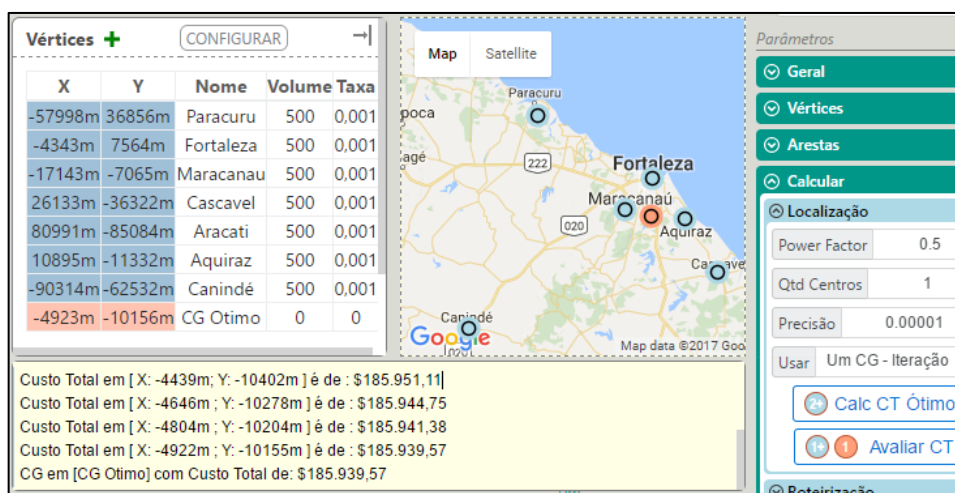 Vértices + CONFIGURAR
X Y Nome Volume Taxa
-57998m 36856m Paracuru 500 0,001
-4343m 7564m Fortaleza 500 0,001
-17143m -7065m Maracanau 500 0,001
26133m -36322m Cascavel 500 0,001
80991m -85084m Aracati 500 0,001
10895m -11332m Aquiraz 500 0,001
-90314m -62532m Canindé 500 0,001
-4923m -10156m CG Otimo 0 0
Custo Total em [ X: -4439m; Y: -10402m ] é de : $185.951,11
Custo Total em [ X: -4646m ; Y: -10278m ] é de : $185.944,75
Custo Total em [ X: -4804m ; Y: -10204m ] é de : $185.941,38
Custo Total em [ X: -4922m ; Y: -10155m ] é de : $185.939,57
CG em [CG Otimo] com Custo Total de: $185.939,57
Map Satellite
Paracuru
poca
agé
222
Fortaleza
Maracanaú
020
Aquiraz
Canindé
Google
Map data ©2017 Goo
Parâmetros
Geral
Vértices
Arestas
Calcular
Localização
Power Factor 0.5
Qtd Centros 1
Precisão 0.00001
Usar Um CG - Iteração
2+ Calc CT Ótimo
1+ 1 Avaliar CT
Roteirização